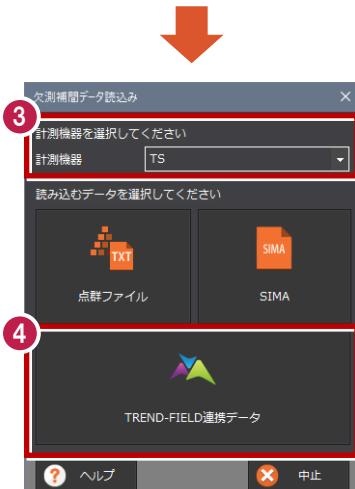 欠測補間データ読込み ×
3
計測機器を選択してください
計測機器 TS
読み込むデータを選択してください
TXT SIMA
点群ファイル SIMA
4
TREND-FIELD連携データ
? ヘルプ 中止